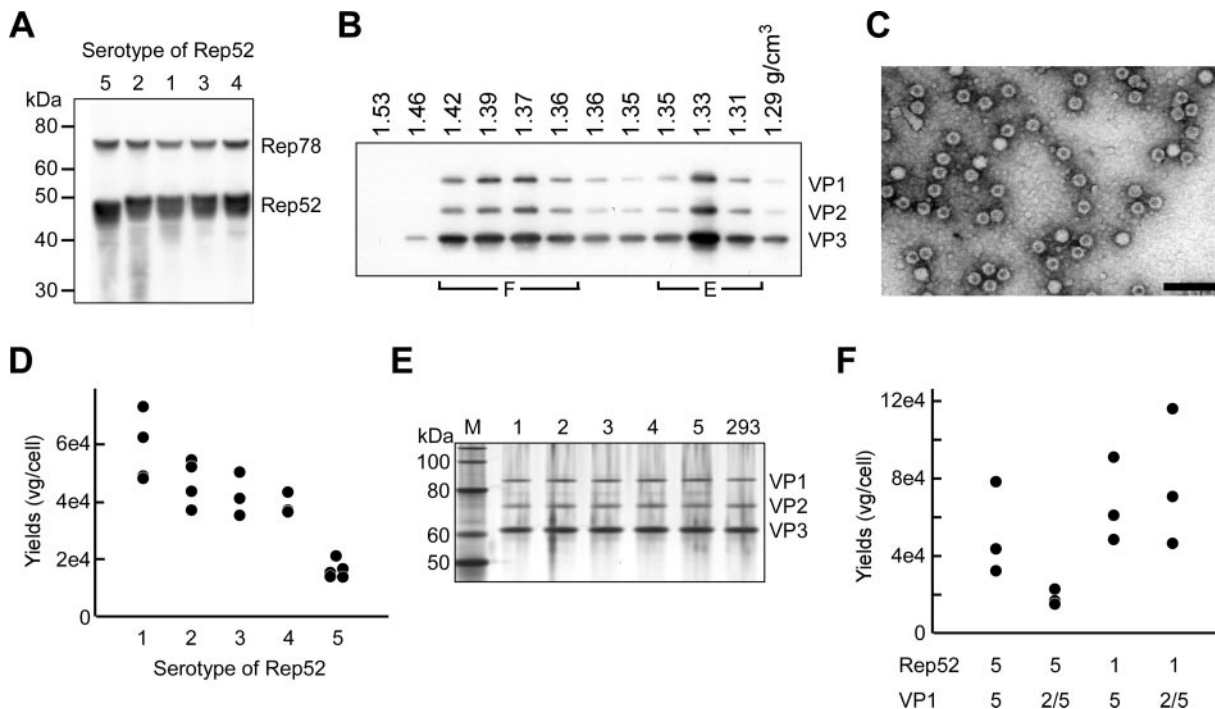 A
Serotype of Rep52
5 2 1 3 4
kDa
80
60
50
40
30
Rep78
Rep52
B
1.53 1.46 1.42 1.39 1.37 1.36 1.36 1.35 1.35 1.33 1.31 1.29 g/cm³
VP1
VP2
VP3
F E
C
D
Yields (vg/cell)
6e4
4e4
2e4
0
1 2 3 4 5
Serotype of Rep52
E
M 1 2 3 4 5 293
kDa
100
80
60
50
VP1
VP2
VP3
F
Yields (vg/cell)
12e4
8e4
4e4
0
Rep52 5 5 1 1
VP1 5 2/5 5 2/5